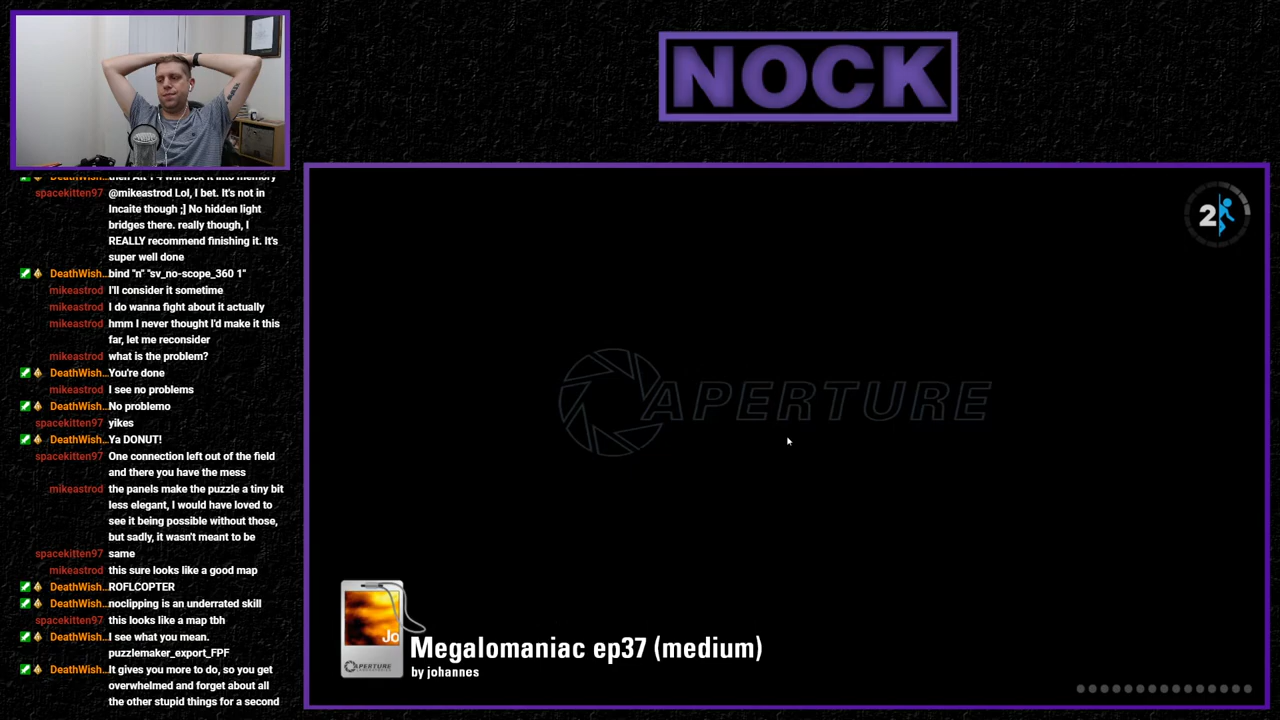 NOCK
then Alt F4 will lock it into memory
spacekitten97 @mikeastrod Lol, I bet. It's not in
Incaite though ;] No hidden light
bridges there. really though, I
REALLY recommend finishing it. It's
super well done
DeathWish... bind "n" "sv_no-scope_360 1"
mikeastrod I'll consider it sometime
mikeastrod I do wanna fight about it actually
mikeastrod hmm I never thought I'd make it this
far, let me reconsider
mikeastrod what is the problem?
DeathWish... You're done
mikeastrod I see no problems
DeathWish... No problemo
spacekitten97 yikes
DeathWish... Ya DONUT!
spacekitten97 One connection left out of the field
and there you have the mess
mikeastrod the panels make the puzzle a tiny bit
less elegant, I would have loved to
see it being possible without those,
but sadly, it wasn't meant to be
spacekitten97 same
mikeastrod this sure looks like a good map
DeathWish... ROFLCOPTER
DeathWish... noclipping is an underrated skill
spacekitten97 this looks like a map tbh
DeathWish... I see what you mean.
puzzlemaker_export_FPF
DeathWish... It gives you more to do, so you get
overwhelmed and forget about all
the other stupid things for a second
2
APERTURE
Jo
APERTURE
Megalomaniac ep37 (medium)
by johannes